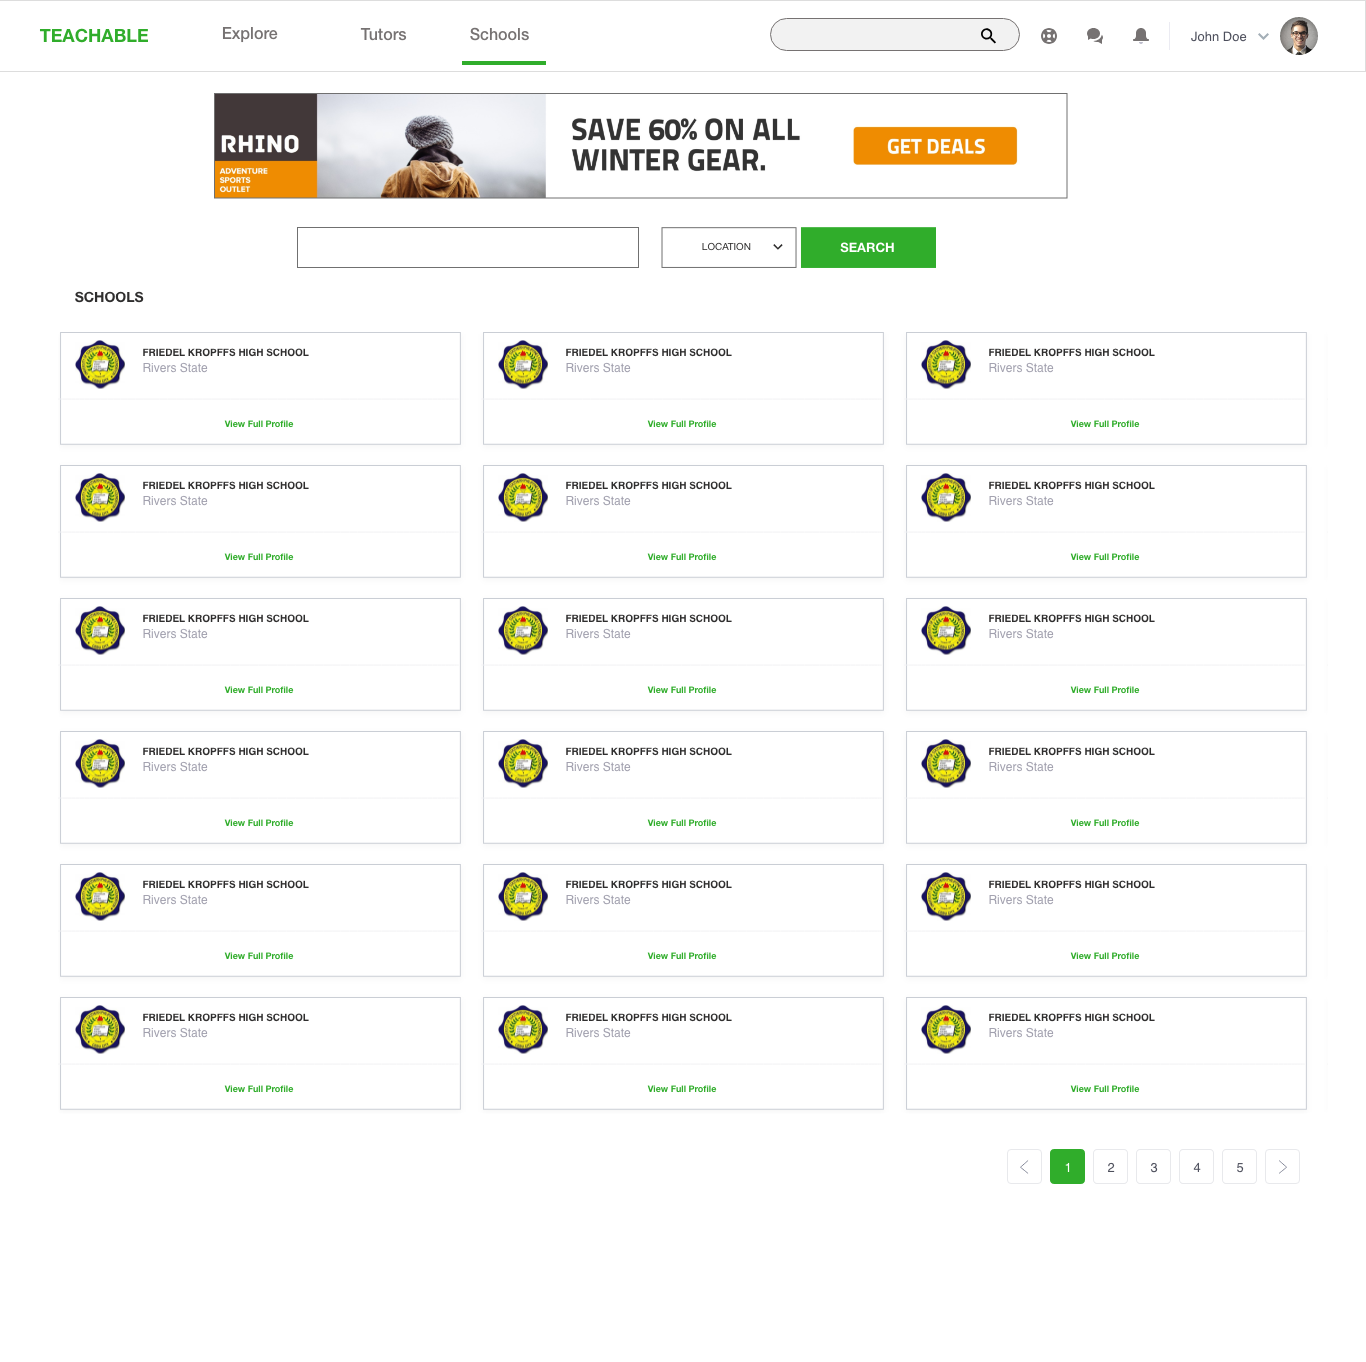 TEACHABLE
Explore
Tutors
Schools
John Doe
RHINO
ADVENTURE
SPORTS
OUTLET
SAVE 60% ON ALL
WINTER GEAR.
GET DEALS
LOCATION
SEARCH
SCHOOLS
FRIEDEL KROPFFS HIGH SCHOOL
Rivers State
View Full Profile
FRIEDEL KROPFFS HIGH SCHOOL
Rivers State
View Full Profile
FRIEDEL KROPFFS HIGH SCHOOL
Rivers State
View Full Profile
FRIEDEL KROPFFS HIGH SCHOOL
Rivers State
View Full Profile
FRIEDEL KROPFFS HIGH SCHOOL
Rivers State
View Full Profile
FRIEDEL KROPFFS HIGH SCHOOL
Rivers State
View Full Profile
FRIEDEL KROPFFS HIGH SCHOOL
Rivers State
View Full Profile
FRIEDEL KROPFFS HIGH SCHOOL
Rivers State
View Full Profile
FRIEDEL KROPFFS HIGH SCHOOL
Rivers State
View Full Profile
FRIEDEL KROPFFS HIGH SCHOOL
Rivers State
View Full Profile
FRIEDEL KROPFFS HIGH SCHOOL
Rivers State
View Full Profile
FRIEDEL KROPFFS HIGH SCHOOL
Rivers State
View Full Profile
FRIEDEL KROPFFS HIGH SCHOOL
Rivers State
View Full Profile
FRIEDEL KROPFFS HIGH SCHOOL
Rivers State
View Full Profile
FRIEDEL KROPFFS HIGH SCHOOL
Rivers State
View Full Profile
FRIEDEL KROPFFS HIGH SCHOOL
Rivers State
View Full Profile
FRIEDEL KROPFFS HIGH SCHOOL
Rivers State
View Full Profile
FRIEDEL KROPFFS HIGH SCHOOL
Rivers State
View Full Profile
1 2 3 4 5